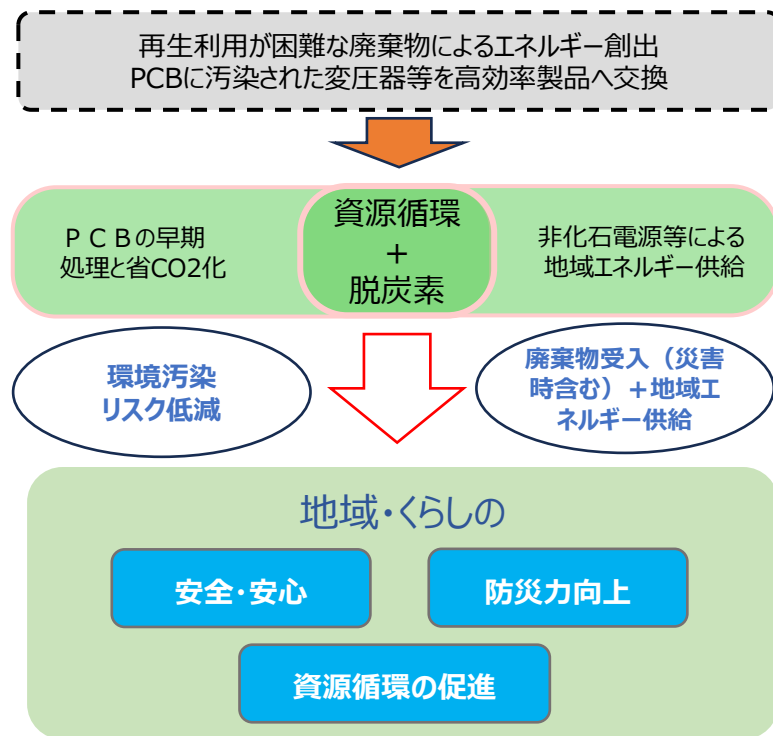 再生利用が困難な廃棄物によるエネルギー創出
PCBに汚染された変圧器等を高効率製品へ交換
ＰＣＢの早期
処理と省CO2化
資源循環
+
脱炭素
非化石電源等による
地域エネルギー供給
環境汚染
リスク低減
廃棄物受入（災害
時含む）＋地域エ
ネルギー供給
地域・くらしの
安全・安心
防災力向上
資源循環の促進